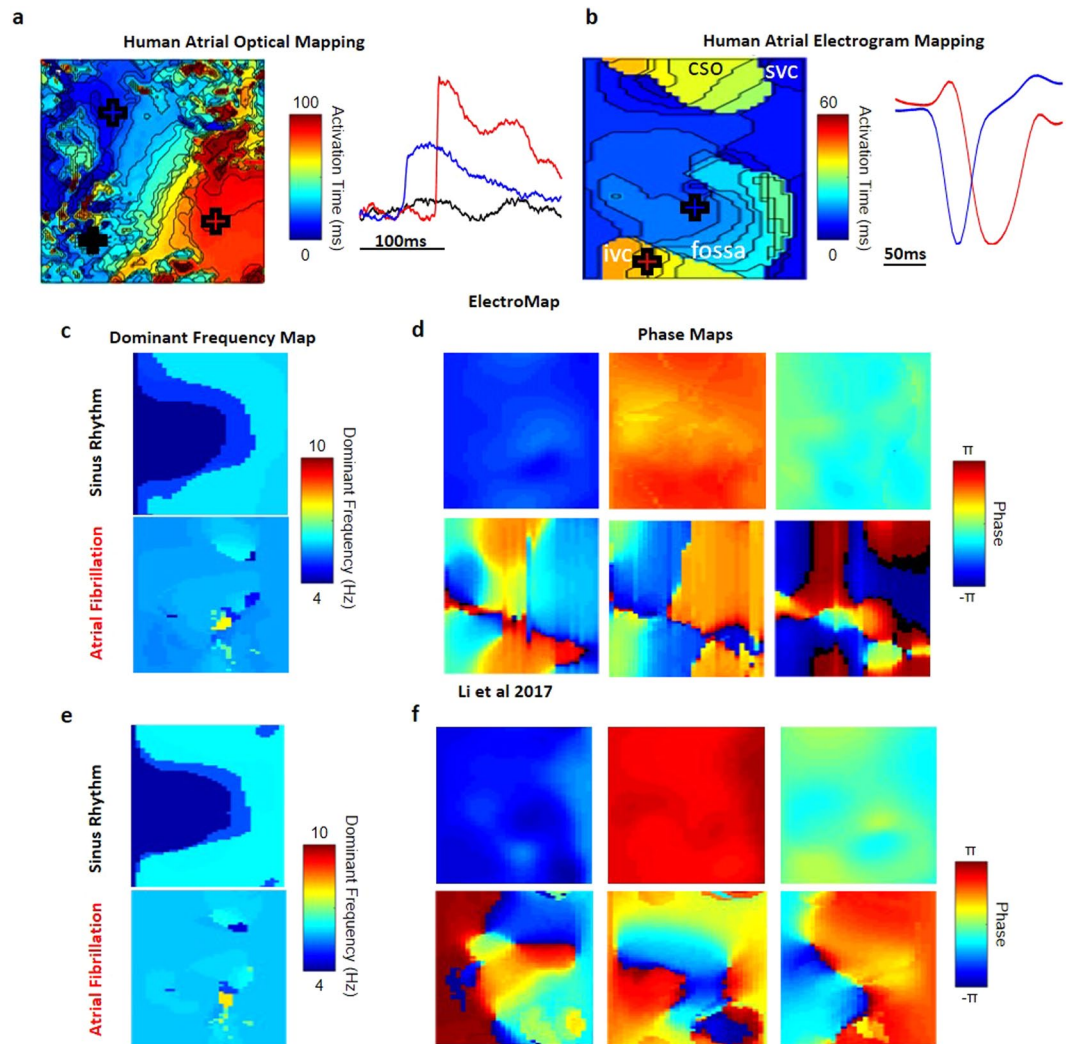 a
Human Atrial Optical Mapping
100
Activation Time (ms)
0
100ms
b
Human Atrial Electrogram Mapping
cso
svc
ivc
fossa
60
Activation Time (ms)
0
50ms
ElectroMap
c
Dominant Frequency Map
Sinus Rhythm
Atrial Fibrillation
10
Dominant Frequency (Hz)
4
d
Phase Maps
π
Phase
-π
Li et al 2017
e
Sinus Rhythm
Atrial Fibrillation
10
Dominant Frequency (Hz)
4
f
π
Phase
-π